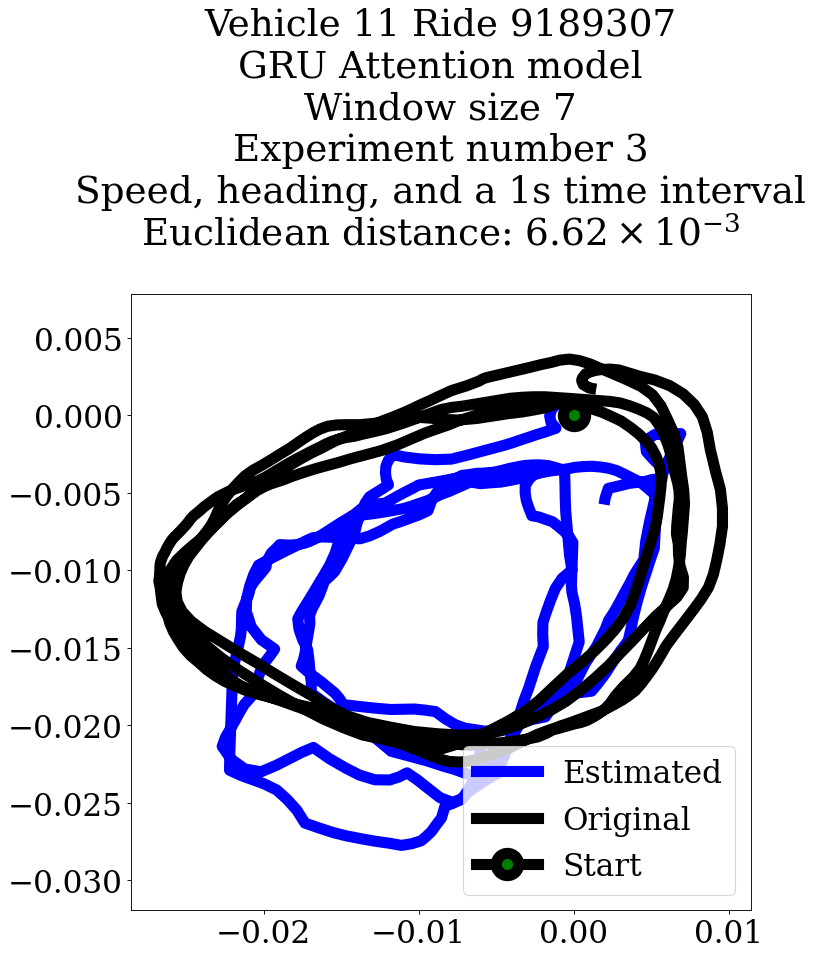 Vehicle 11 Ride 9189307
GRU Attention model
Window size 7
Experiment number 3
Speed, heading, and a 1s time interval
Euclidean distance: 6.62 × 10⁻³
0.005
0.000
−0.005
−0.010
−0.015
−0.020
−0.025
−0.030
Estimated
Original
Start
−0.02 −0.01 0.00 0.01